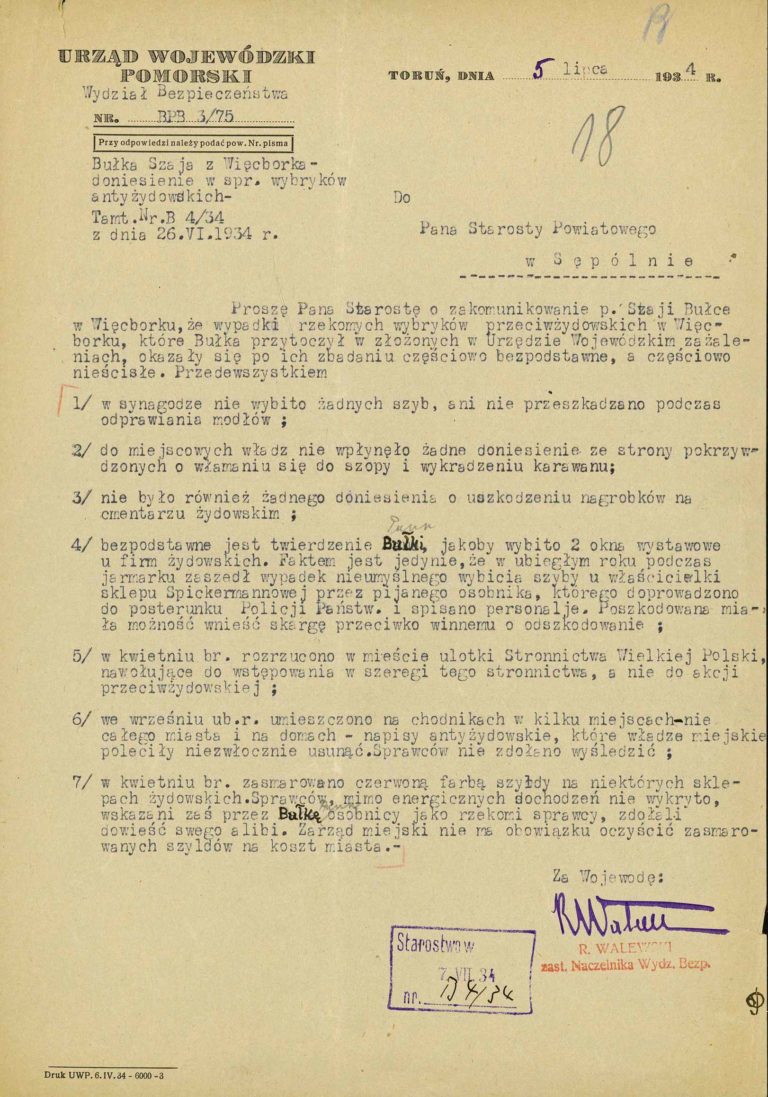 URZĄD WOJEWÓDZKI
POMORSKI
Wydział Bezpieczeństwa
NR. BPB 3/75
Przy odpowiedzi należy podać pow. Nr. pisma
TORUŃ, DNIA 5 lipca 1934 R.
18
Bułka Szaja z Więcborka-
doniesienie w spr. wybryków
antyżydowskich-
Tamt.Nr.B 4/34
z dnia 26.VI.1934 r.
Do
Pana Starosty Powiatowego
w Sępólnie
Proszę Pana Starostę o zakomunikowanie p. Szaji Bułce
w Więcborku,że wypadki rzekomych wybryków przeciwżydowskich w Więc-
borku, które Bułka przytoczył w złożonych w Urzędzie Wojewódzkim zażale-
niach, okazały się po ich zbadaniu częściowo bezpodstawne, a częściowo
nieścisłe. Przedewszystkiem
1/ w synagodze nie wybito żadnych szyb, ani nie przeszkadzano podczas
odprawiania modłów ;
2/ do miejscowych władz nie wpłynęło żadne doniesienie ze strony pokrzyw-
dzonych o włamaniu się do szopy i wykradzeniu karawanu;
3/ nie było również żadnego doniesienia o uszkodzeniu nagrobków na
cmentarzu żydowskim ;
4/ bezpodstawne jest twierdzenie Bułki, jakoby wybito 2 okna wystawowe
u firm żydowskich. Faktem jest jedynie,że w ubiegłym roku podczas
jarmarku zaszedł wypadek nieumyślnego wybicia szyby u właścicielki
sklepu Spickermannowej przez pijanego osobnika, którego doprowadzono
do posterunku Policji Państw. i spisano personalje. Poszkodowana mia-
ła możność wnieść skargę przeciwko winnemu o odszkodowanie ;
5/ w kwietniu br. rozrzucono w mieście ulotki Stronnictwa Wielkiej Polski,
nawołujące do wstępowania w szeregi tego stronnictwa, a nie do akcji
przeciwżydowskiej ;
6/ we wrześniu ub.r. umieszczono na chodnikach w kilku miejscach-nie
całego miasta i na domach - napisy antyżydowskie, które władze miejskie
poleciły niezwłocznie usunąć.Sprawców nie zdołano wyśledzić ;
7/ w kwietniu br. zasmarowano czerwoną farbą szyldy na niektórych skle-
pach żydowskich.Sprawców, mimo energicznych dochodzeń nie wykryto,
wskazani zaś przez Bułkę osobnicy jako rzekomi sprawcy, zdołali
dowieść swego alibi. Zarząd miejski nie ma obowiązku oczyścić zasmaro-
wanych szyldów na koszt miasta.-
Za Wojewodę:
R. WALEWSKI
zast. Naczelnika Wydz. Bezp.
Starostwo w
7 VII 34
nr. B 4/34
Druk UWP. 6. IV. 34 - 6000 - 3